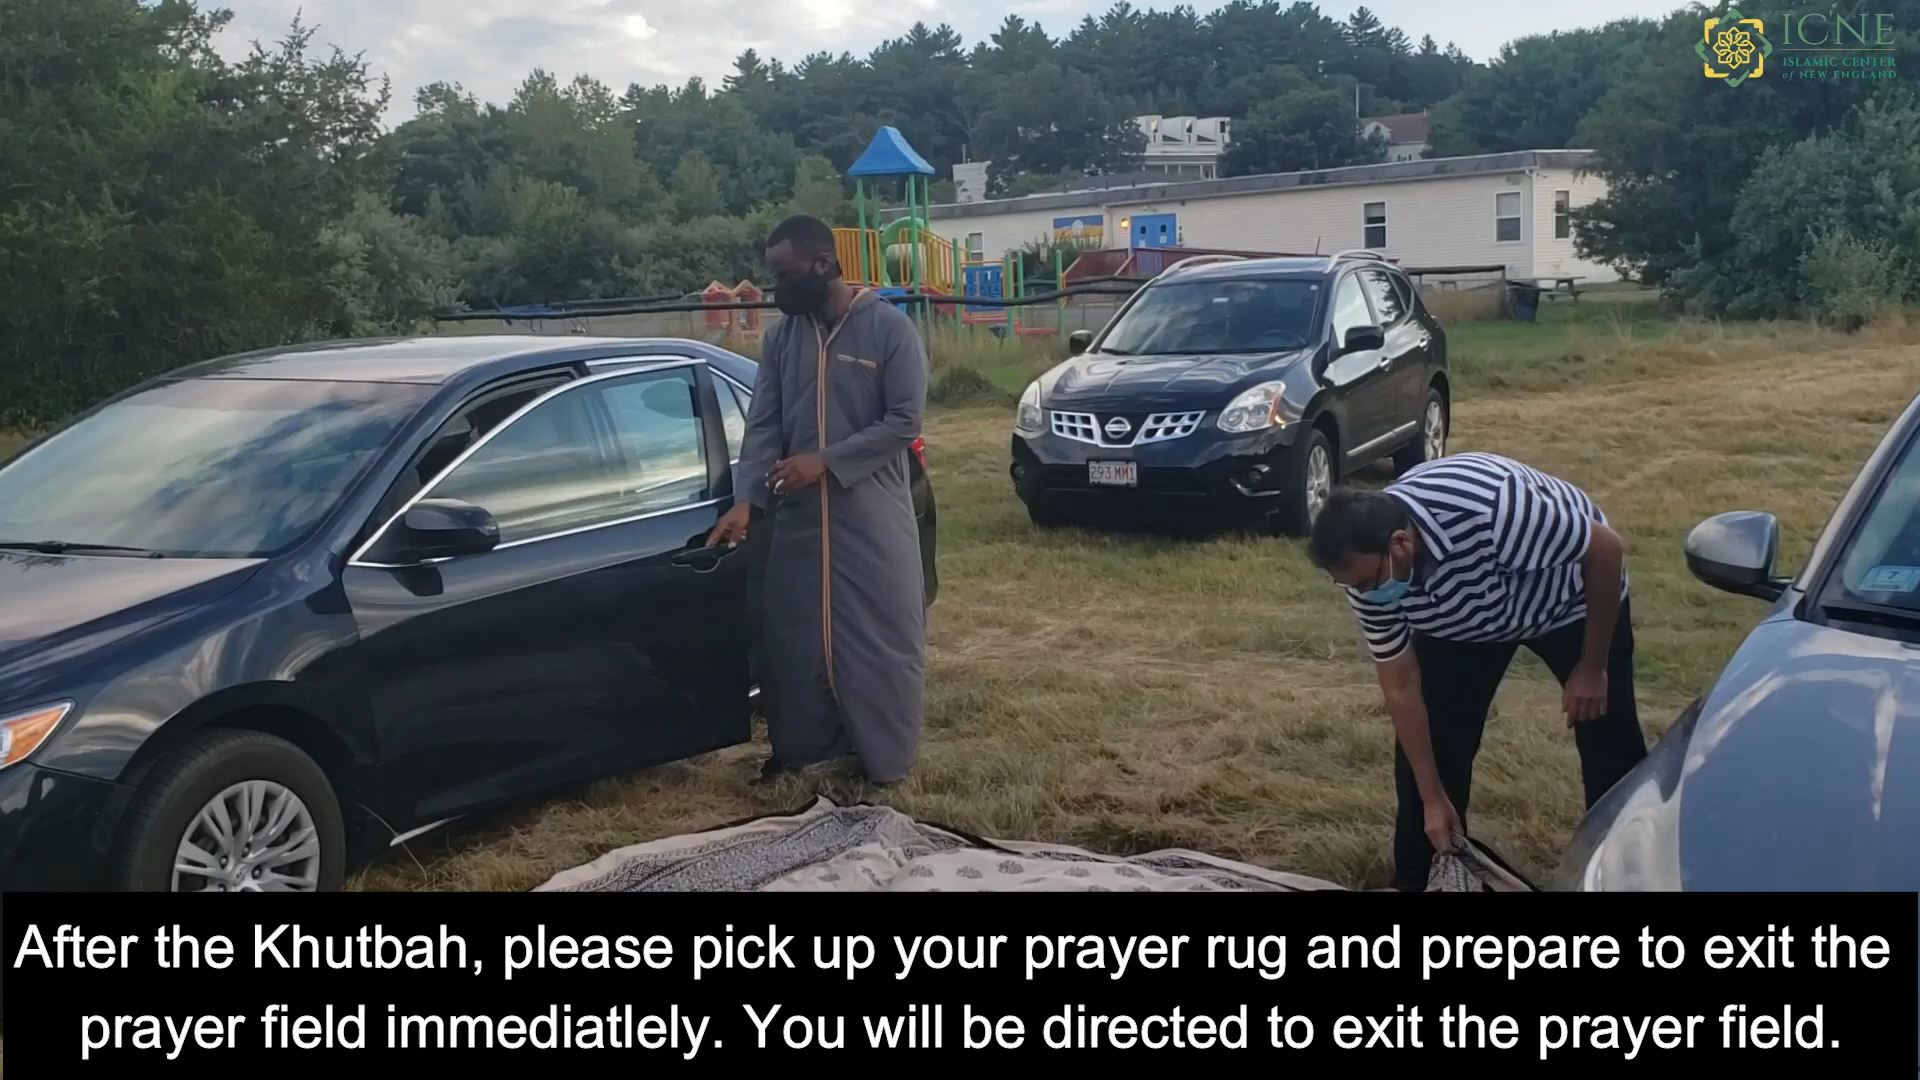 ICNE
ISLAMIC CENTER
of NEW ENGLAND
293 MM1
7
After the Khutbah, please pick up your prayer rug and prepare to exit the
prayer field immediatlely. You will be directed to exit the prayer field.